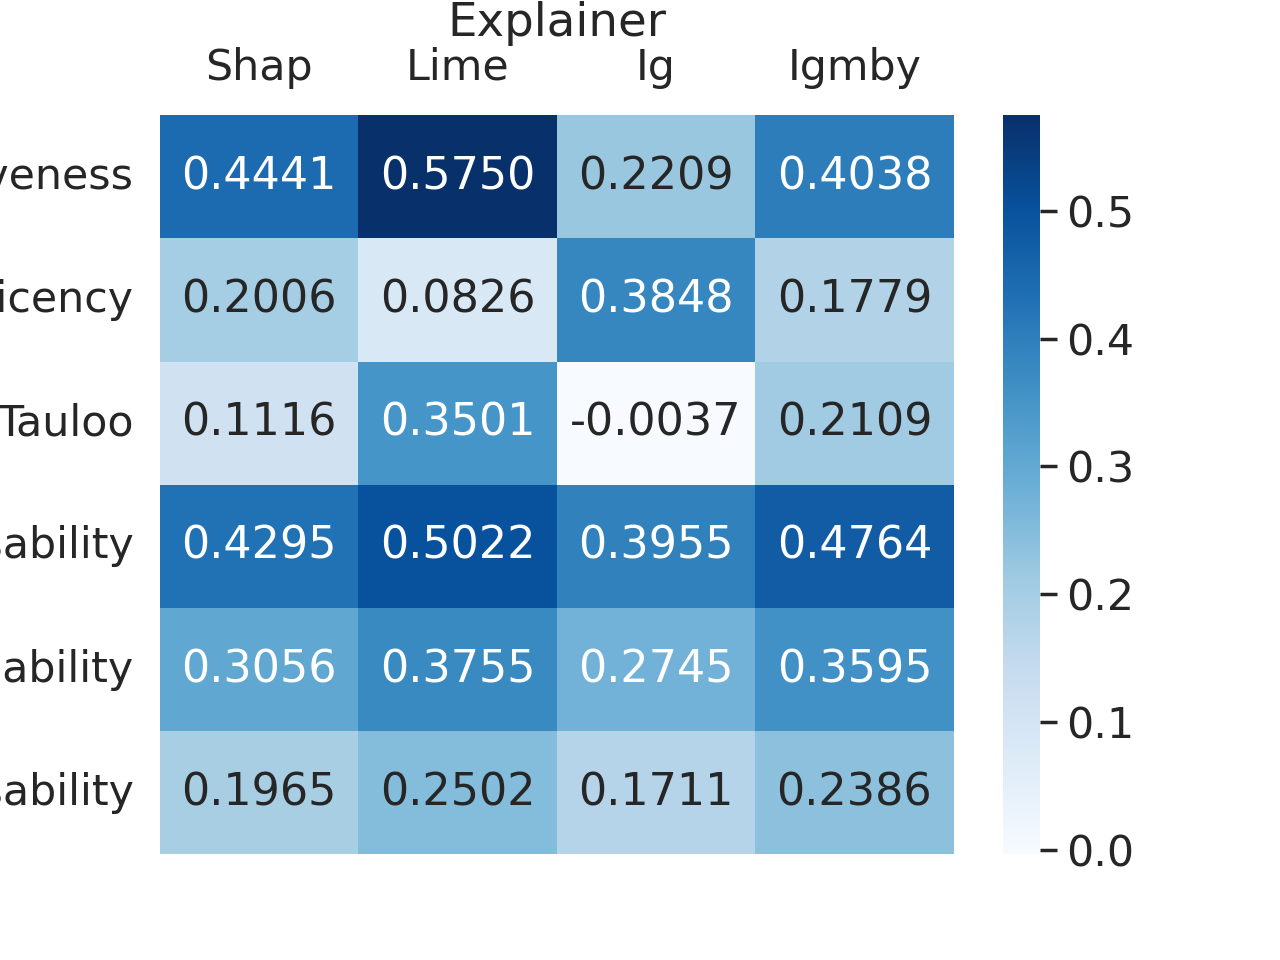 Explainer
Shap Lime Ig Igmby
veness 0.4441 0.5750 0.2209 0.4038
icency 0.2006 0.0826 0.3848 0.1779
Tauloo 0.1116 0.3501 -0.0037 0.2109
ability 0.4295 0.5022 0.3955 0.4764
ability 0.3056 0.3755 0.2745 0.3595
ability 0.1965 0.2502 0.1711 0.2386
0.5
0.4
0.3
0.2
0.1
0.0